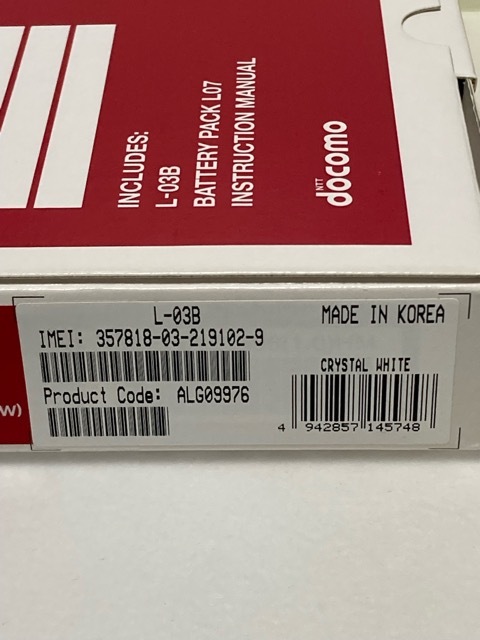 INCLUDES:
L-03B
BATTERY PACK L07
INSTRUCTION MANUAL
NTT
döcomo
L-03B
MADE IN KOREA
IMEI: 357818-03-219102-9
CRYSTAL WHITE
Product Code: ALG09976
4 942857 145748
W)